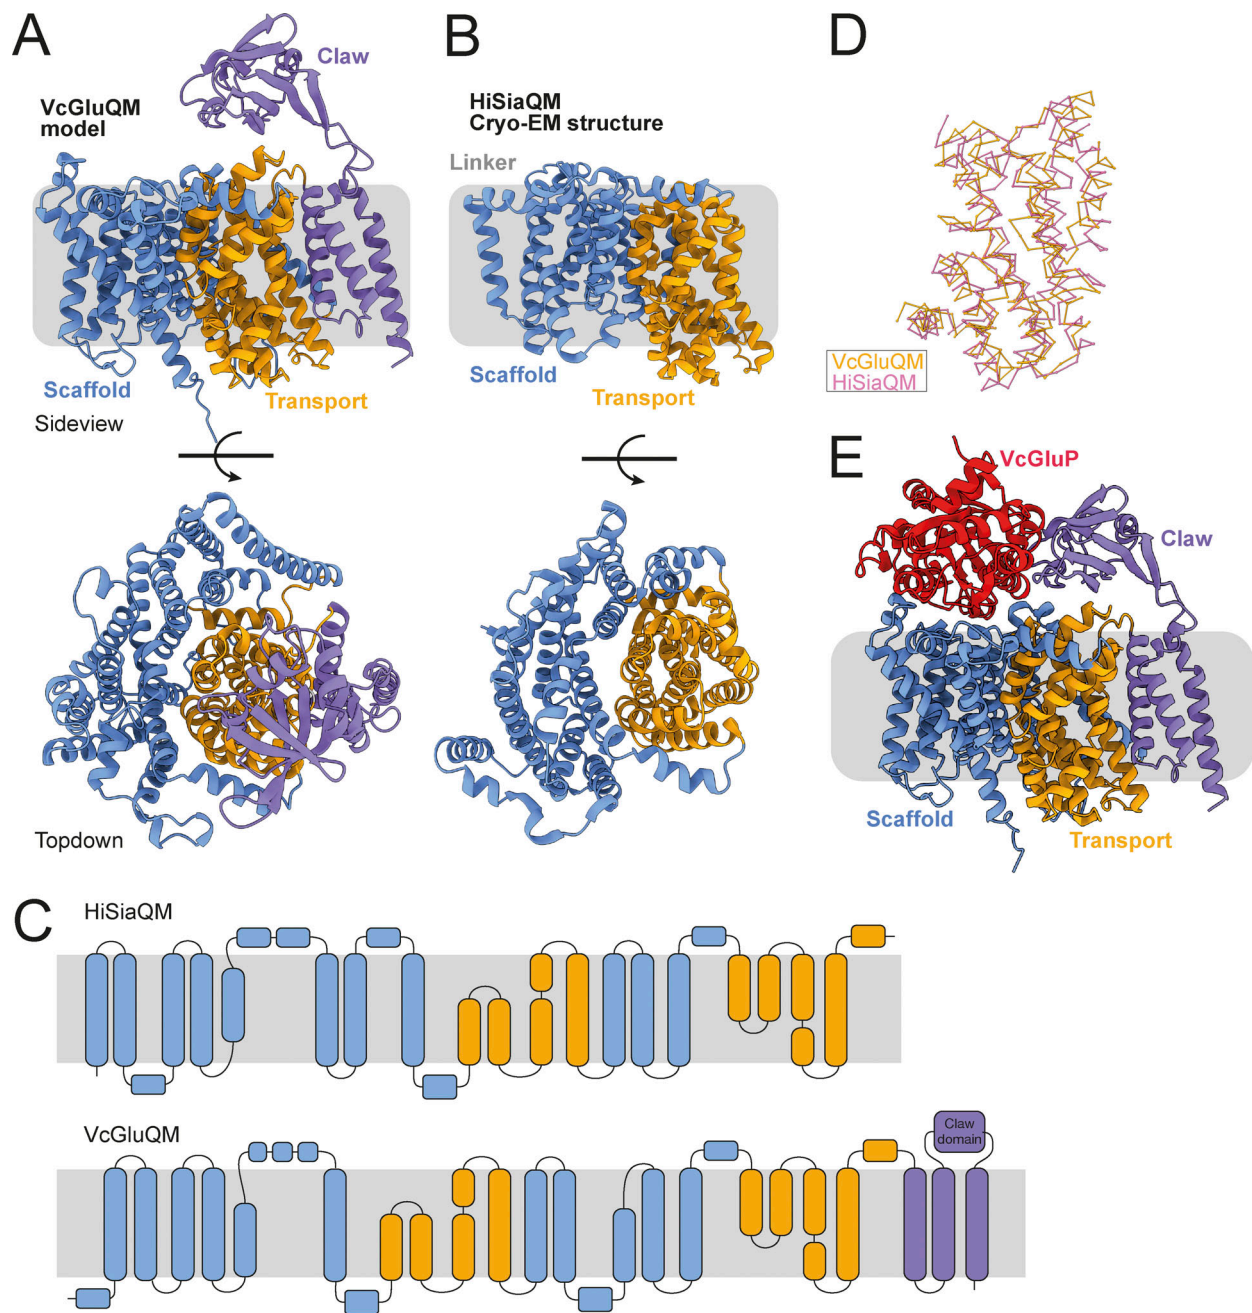 A
Claw
VcGluQM
model
Scaffold
Transport
Sideview
Topdown
B
HiSiaQM
Cryo-EM structure
Linker
Scaffold
Transport
D
VcGluQM
HiSiaQM
E
VcGluP
Claw
Scaffold
Transport
C
HiSiaQM
VcGluQM
Claw
domain